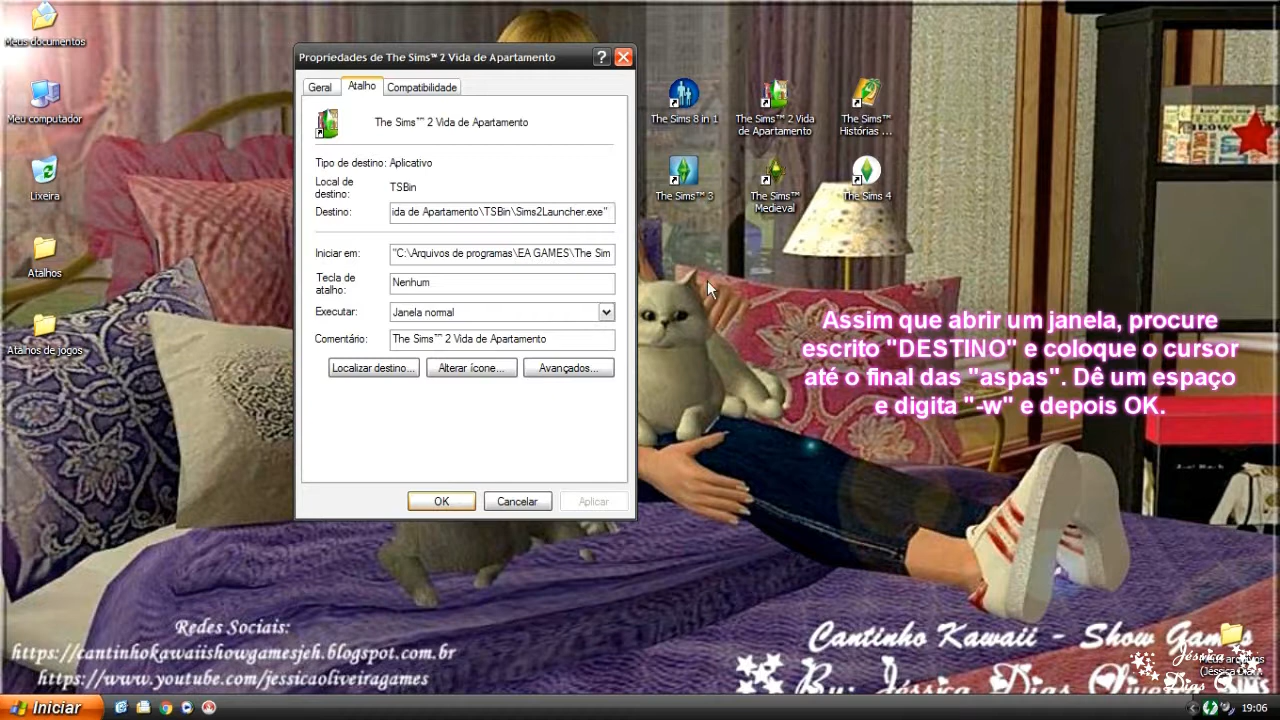 Meus documentos
Meu computador
Lixeira
Atalhos
Atalhos de jogos
Propriedades de The Sims™ 2 Vida de Apartamento
Geral
Atalho
Compatibilidade
The Sims™ 2 Vida de Apartamento
Tipo de destino: Aplicativo
Local de destino:
TSBin
Destino:
ida de Apartamento\TSBin\Sims2Launcher.exe"
Iniciar em:
"C:\Arquivos de programas\EA GAMES\The Sim
Tecla de atalho:
Nenhum
Executar:
Janela normal
Comentário:
The Sims™ 2 Vida de Apartamento
Localizar destino...
Alterar ícone...
Avançados...
OK
Cancelar
Aplicar
The Sims 8 in 1
The Sims™ 2 Vida
de Apartamento
The Sims™
Histórias ...
The Sims™ 3
The Sims™
Medieval
The Sims 4
Assim que abrir um janela, procure
escrito "DESTINO" e coloque o cursor
até o final das "aspas". Dê um espaço
e digita "-w" e depois OK.
Redes Sociais:
https://cantinhokawaiishowgamesjeh.blogspot.com.br
https://www.youtube.com/jessicaoliveiragames
Cantinho Kawaii - Show Games
By: Jéssica Dias
Iniciar
19:06